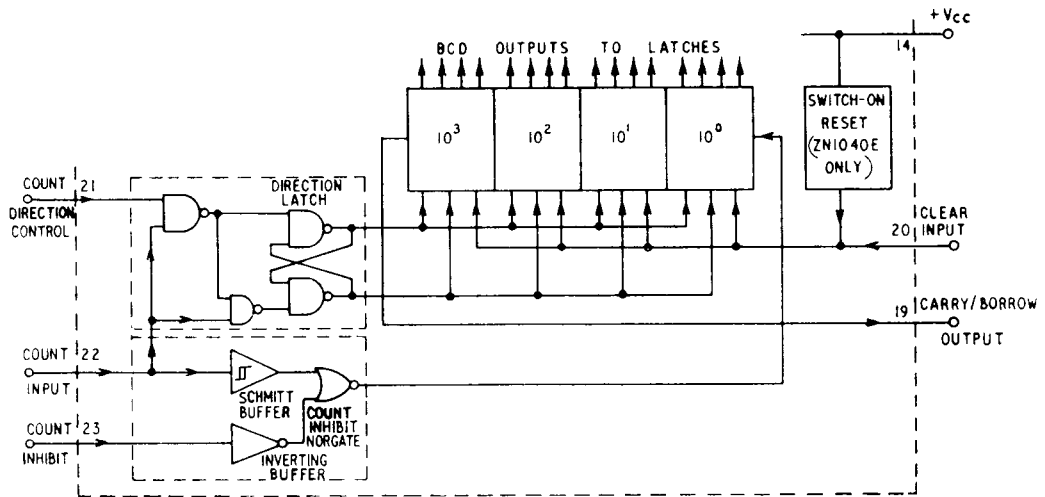 + Vcc
14
BCD OUTPUTS TO LATCHES
10³ 10² 10¹ 10⁰
SWITCH-ON
RESET
(ZN1040E
ONLY)
COUNT 21
DIRECTION
CONTROL
DIRECTION
LATCH
20 CLEAR
INPUT
19 CARRY/BORROW
OUTPUT
COUNT 22
INPUT
SCHMITT
BUFFER
COUNT
INHIBIT
NORGATE
COUNT 23
INHIBIT
INVERTING
BUFFER